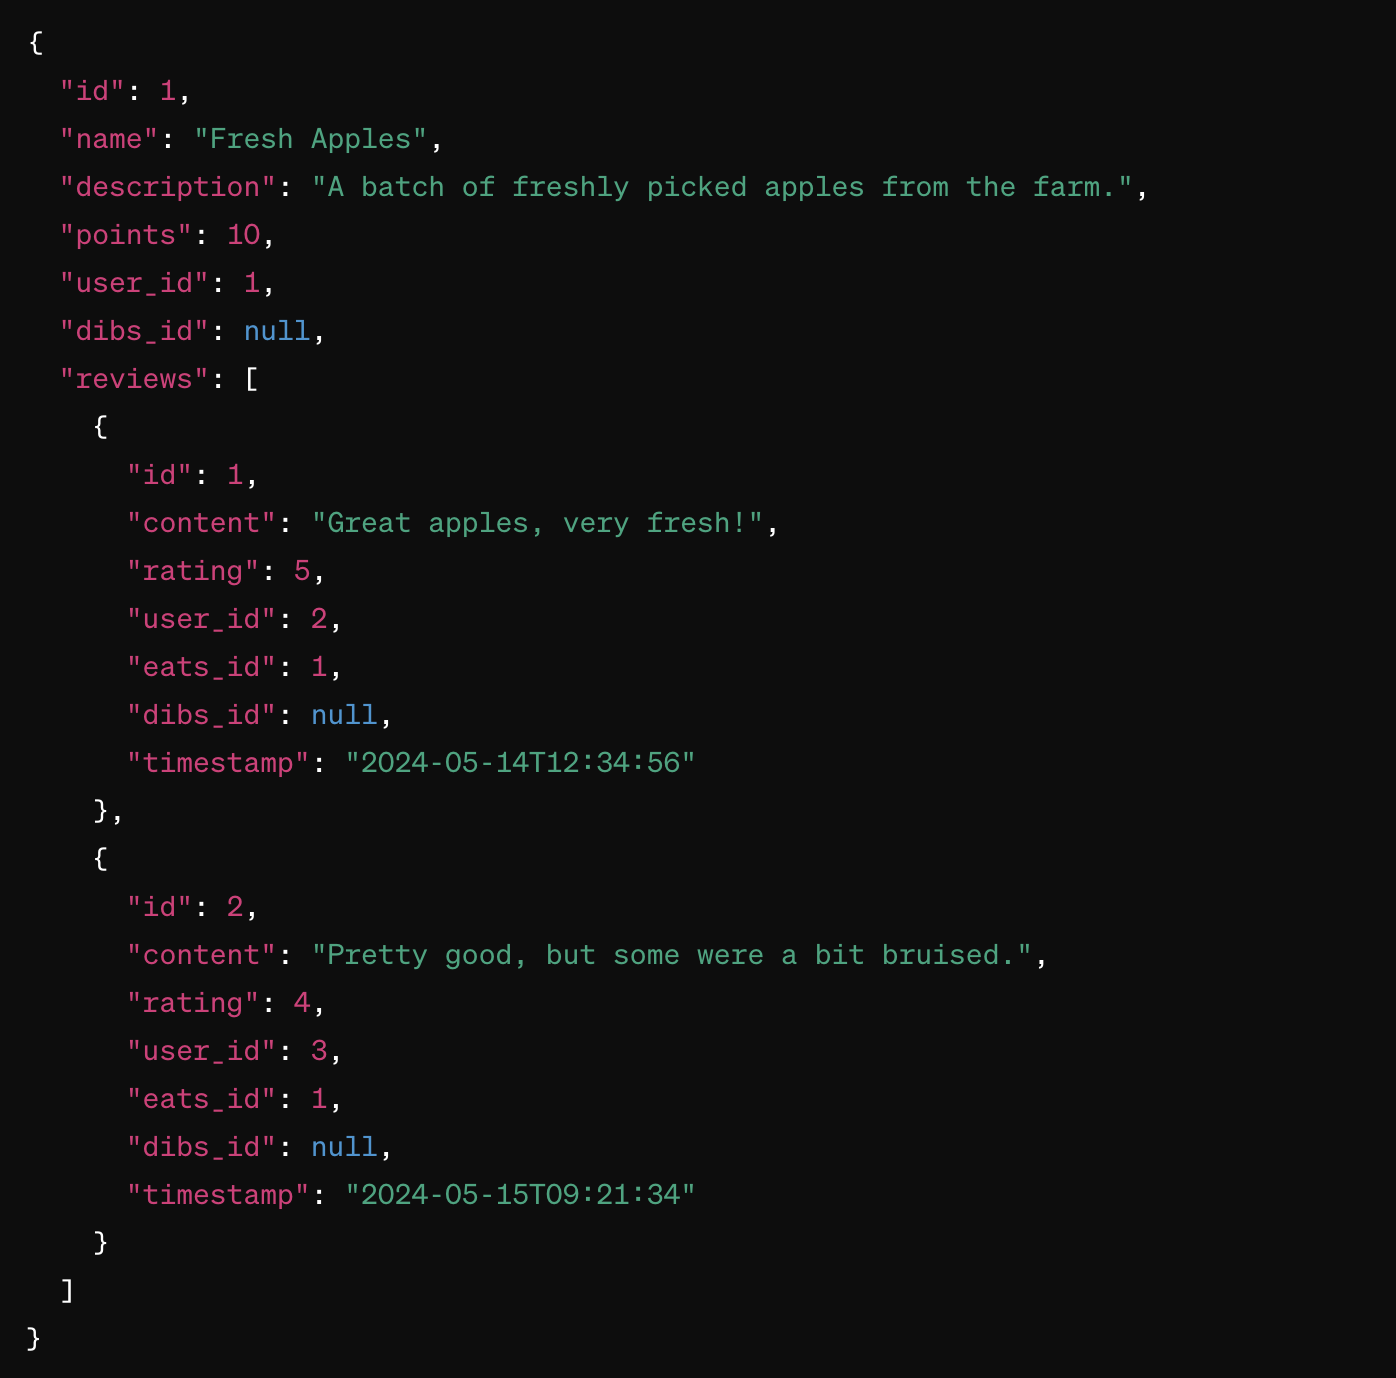 {
  "id": 1,
  "name": "Fresh Apples",
  "description": "A batch of freshly picked apples from the farm.",
  "points": 10,
  "user_id": 1,
  "dibs_id": null,
  "reviews": [
    {
      "id": 1,
      "content": "Great apples, very fresh!",
      "rating": 5,
      "user_id": 2,
      "eats_id": 1,
      "dibs_id": null,
      "timestamp": "2024-05-14T12:34:56"
    },
    {
      "id": 2,
      "content": "Pretty good, but some were a bit bruised.",
      "rating": 4,
      "user_id": 3,
      "eats_id": 1,
      "dibs_id": null,
      "timestamp": "2024-05-15T09:21:34"
    }
  ]
}